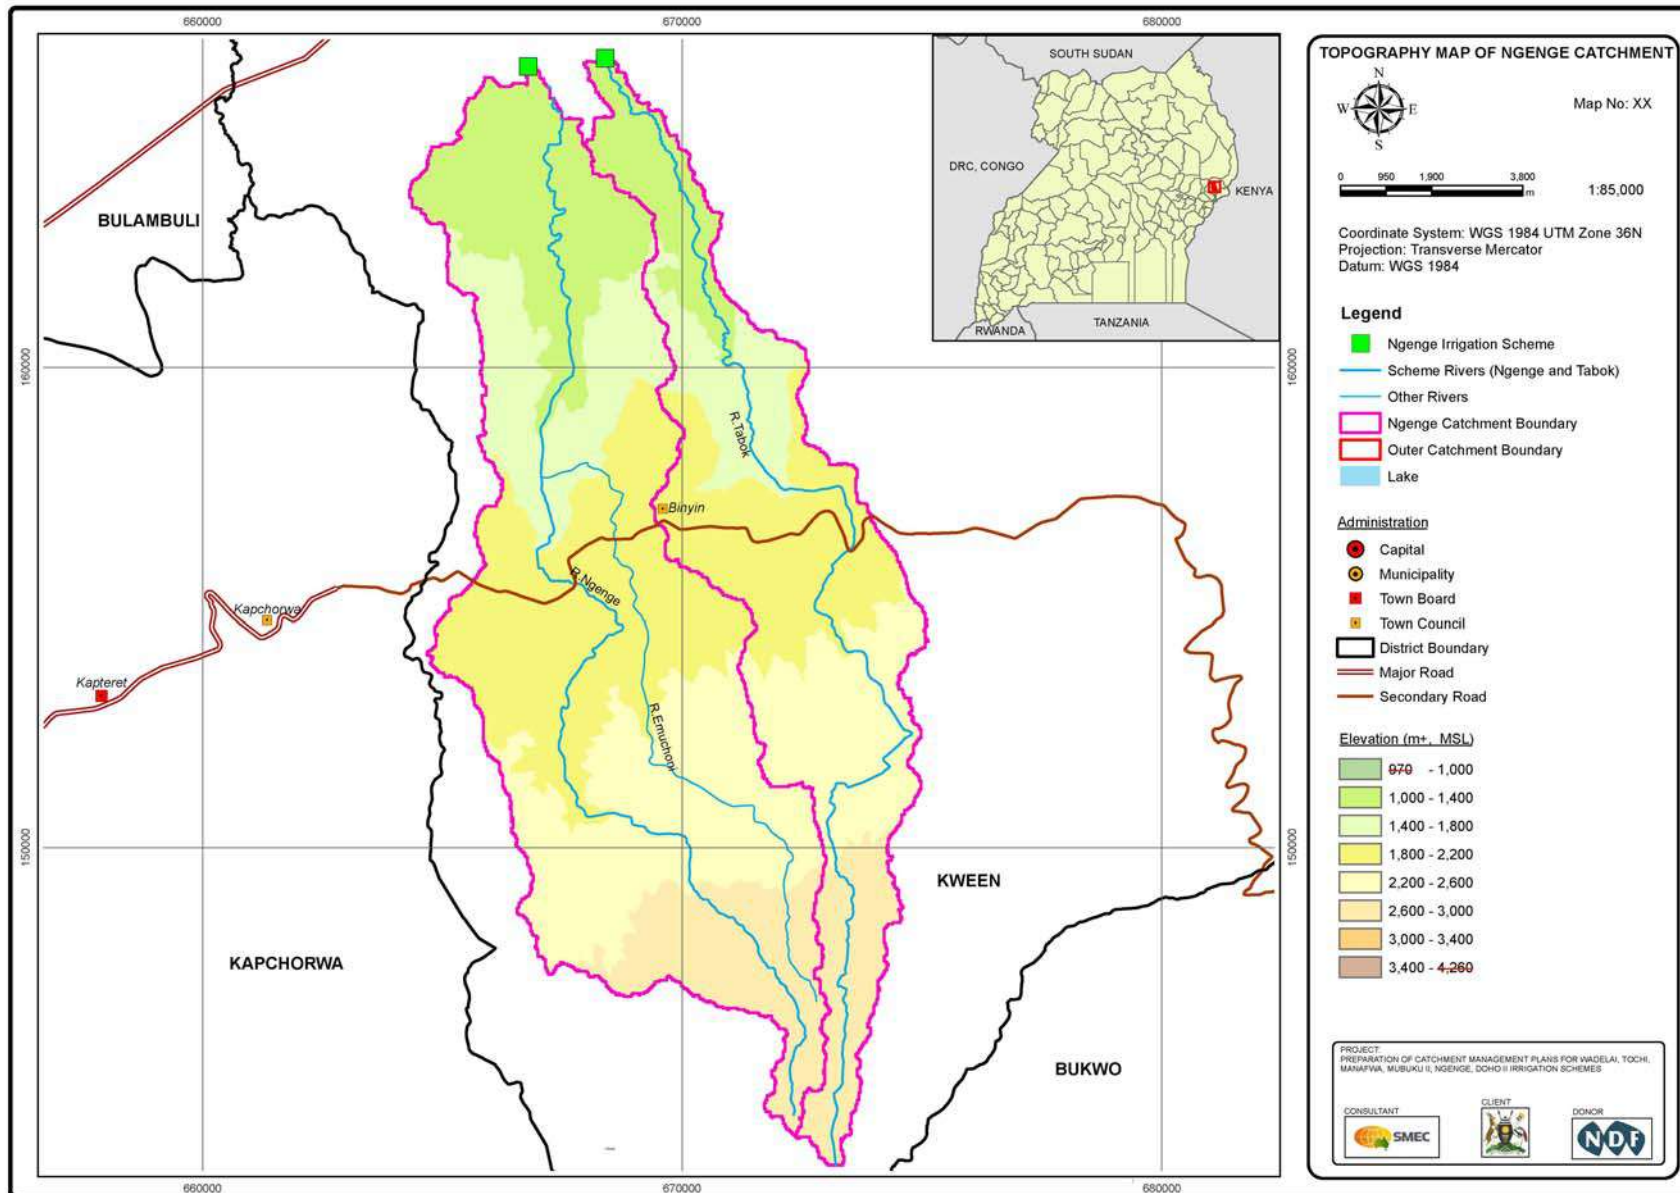 660000
670000
680000
160000
150000
160000
150000
660000
670000
680000
BULAMBULI
KAPCHORWA
KWEEN
BUKWO
Kapchorwa
Kapteret
Binyin
R.Tabok
R.Ngenge
R.Emuchoni
SOUTH SUDAN
DRC, CONGO
KENYA
RWANDA
TANZANIA
TOPOGRAPHY MAP OF NGENGE CATCHMENT
N
W E
S
Map No: XX
0 950 1,900 3,800
m
1:85,000
Coordinate System: WGS 1984 UTM Zone 36N
Projection: Transverse Mercator
Datum: WGS 1984
Legend
Ngenge Irrigation Scheme
Scheme Rivers (Ngenge and Tabok)
Other Rivers
Ngenge Catchment Boundary
Outer Catchment Boundary
Lake
Administration
Capital
Municipality
Town Board
Town Council
District Boundary
Major Road
Secondary Road
Elevation (m+, MSL)
970 - 1,000
1,000 - 1,400
1,400 - 1,800
1,800 - 2,200
2,200 - 2,600
2,600 - 3,000
3,000 - 3,400
3,400 - 4,260
PROJECT:
PREPARATION OF CATCHMENT MANAGEMENT PLANS FOR WADELAI, TOCHI,
MANAFWA, MUBUKU II, NGENGE, DOHO II IRRIGATION SCHEMES
CONSULTANT
SMEC
CLIENT
DONOR
NDF